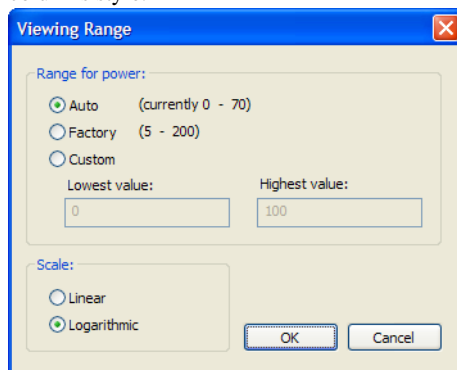 Viewing Range
Range for power:
Auto (currently 0 - 70)
Factory (5 - 200)
Custom
Lowest value: Highest value:
0 100
Scale:
Linear
Logarithmic
OK Cancel